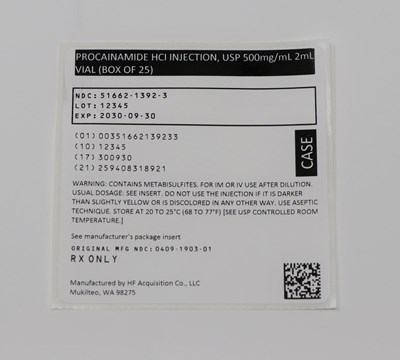 PROCAINAMIDE HCI INJECTION, USP 500mg/mL 2mL
VIAL (BOX OF 25)
NDC: 51662-1392-3
LOT: 12345
EXP: 2030-09-30
(01) 00351662139233
(10) 12345
(17) 300930
(21) 259408318921
CASE
WARNING: CONTAINS METABISULFITES. FOR IM OR IV USE AFTER DILUTION.
USUAL DOSAGE: SEE INSERT. DO NOT USE THE INJECTION IF IT IS DARKER
THAN SLIGHTLY YELLOW OR IS DISCOLORED IN ANY OTHER WAY. USE ASEPTIC
TECHNIQUE. STORE AT 20 TO 25°C (68 TO 77°F) [SEE USP CONTROLLED ROOM
TEMPERATURE.]
See manufacturer's package insert
ORIGINAL MFG NDC: 0409-1903-01
RX ONLY
Manufactured by HF Acquisition Co., LLC
Mukilteo, WA 98275